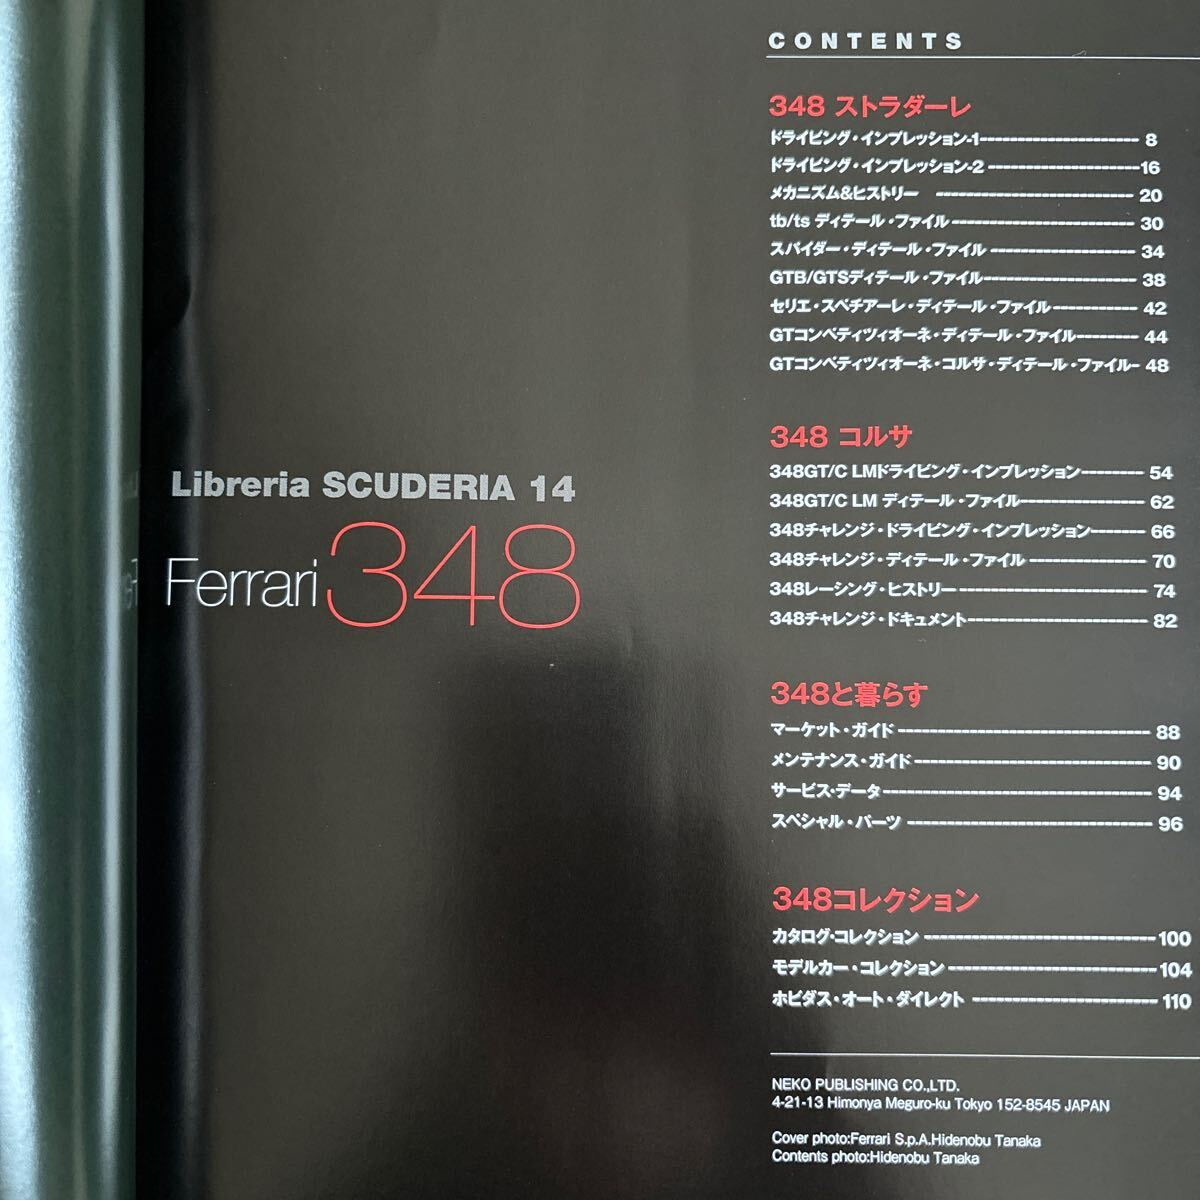 Libreria SCUDERIA 14
Ferrari 348
CONTENTS
348 ストラダーレ
ドライビング・インプレッション-1 8
ドライビング・インプレッション-2 16
メカニズム&ヒストリー 20
tb/ts ディテール・ファイル 30
スパイダー・ディテール・ファイル 34
GTB/GTSディテール・ファイル 38
セリエ・スペチアーレ・ディテール・ファイル 42
GTコンペティツィオーネ・ディテール・ファイル 44
GTコンペティツィオーネ・コルサ・ディテール・ファイル 48
348 コルサ
348GT/C LMドライビング・インプレッション 54
348GT/C LM ディテール・ファイル 62
348チャレンジ・ドライビング・インプレッション 66
348チャレンジ・ディテール・ファイル 70
348レーシング・ヒストリー 74
348チャレンジ・ドキュメント 82
348と暮らす
マーケット・ガイド 88
メンテナンス・ガイド 90
サービス・データ 94
スペシャル・パーツ 96
348コレクション
カタログ・コレクション 100
モデルカー・コレクション 104
ホビダス・オート・ダイレクト 110
NEKO PUBLISHING CO.,LTD.
4-21-13 Himonya Meguro-ku Tokyo 152-8545 JAPAN
Cover photo:Ferrari S.p.A.Hidenobu Tanaka
Contents photo:Hidenobu Tanaka